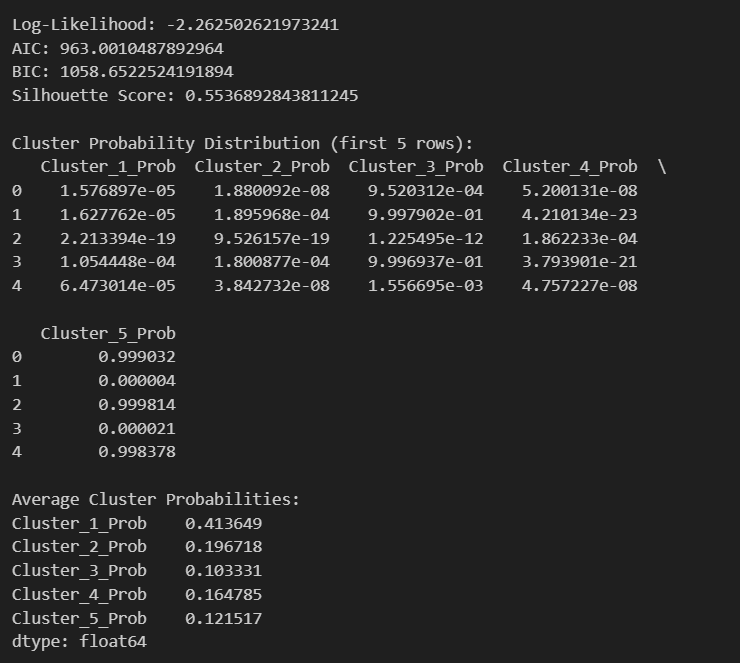 Log-Likelihood: -2.262502621973241
AIC: 963.0010487892964
BIC: 1058.6522524191894
Silhouette Score: 0.5536892843811245
Cluster Probability Distribution (first 5 rows):
Cluster_1_Prob Cluster_2_Prob Cluster_3_Prob Cluster_4_Prob \
0 1.576897e-05 1.880092e-08 9.520312e-04 5.200131e-08
1 1.627762e-05 1.895968e-04 9.997902e-01 4.210134e-23
2 2.213394e-19 9.526157e-19 1.225495e-12 1.862233e-04
3 1.054448e-04 1.800877e-04 9.996937e-01 3.793901e-21
4 6.473014e-05 3.842732e-08 1.556695e-03 4.757227e-08
Cluster_5_Prob
0 0.999032
1 0.000004
2 0.999814
3 0.000021
4 0.998378
Average Cluster Probabilities:
Cluster_1_Prob 0.413649
Cluster_2_Prob 0.196718
Cluster_3_Prob 0.103331
Cluster_4_Prob 0.164785
Cluster_5_Prob 0.121517
dtype: float64